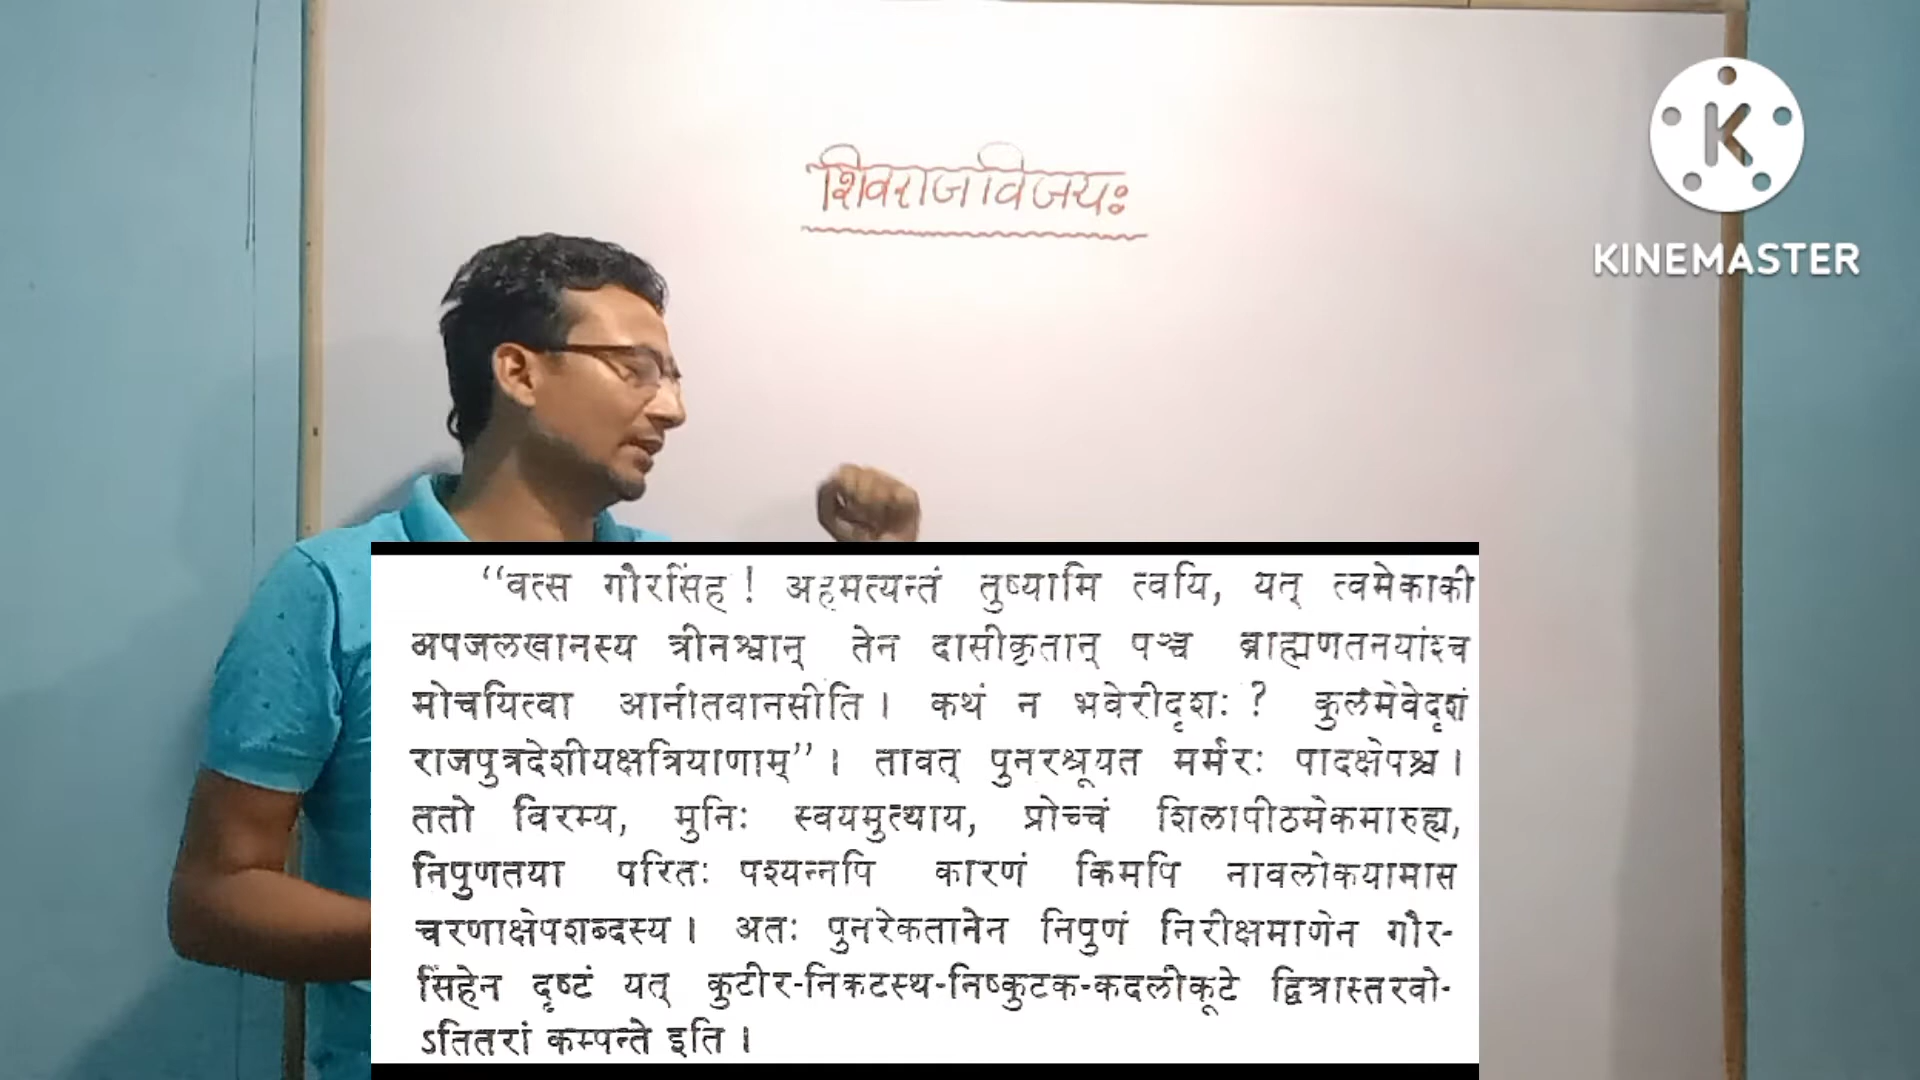 शिवराजविजयः
K
KINEMASTER
“वत्स गौरसिंह ! अहमत्यन्तं तुष्यामि त्वयि, यत् त्वमेकाकी
अपजलखानस्य त्रीनश्वान् तेन दासीकृतान् पञ्च ब्राह्मणतनयांश्च
मोचयित्वा आनीतवानसीति । कथं न भवेरीदृशः ? कुलमेवेदृशं
राजपुत्रदेशीयक्षत्रियाणाम्” । तावत् पुनरश्रूयत मर्मरः पादक्षेपश्च ।
ततो विरम्य, मुनिः स्वयमुत्थाय, प्रोच्चं शिलापीठमेकमारुह्य,
निपुणतया परितः पश्यन्नपि कारणं किमपि नावलोकयामास
चरणाक्षेपशब्दस्य । अतः पुनरेकतानेन निपुणं निरीक्षमाणेन गौर-
सिंहेन दृष्टं यत् कुटीर-निकटस्थ-निष्कुटक-कदलीकूटे द्वित्रास्तरवो-
ऽतितरां कम्पन्ते इति ।